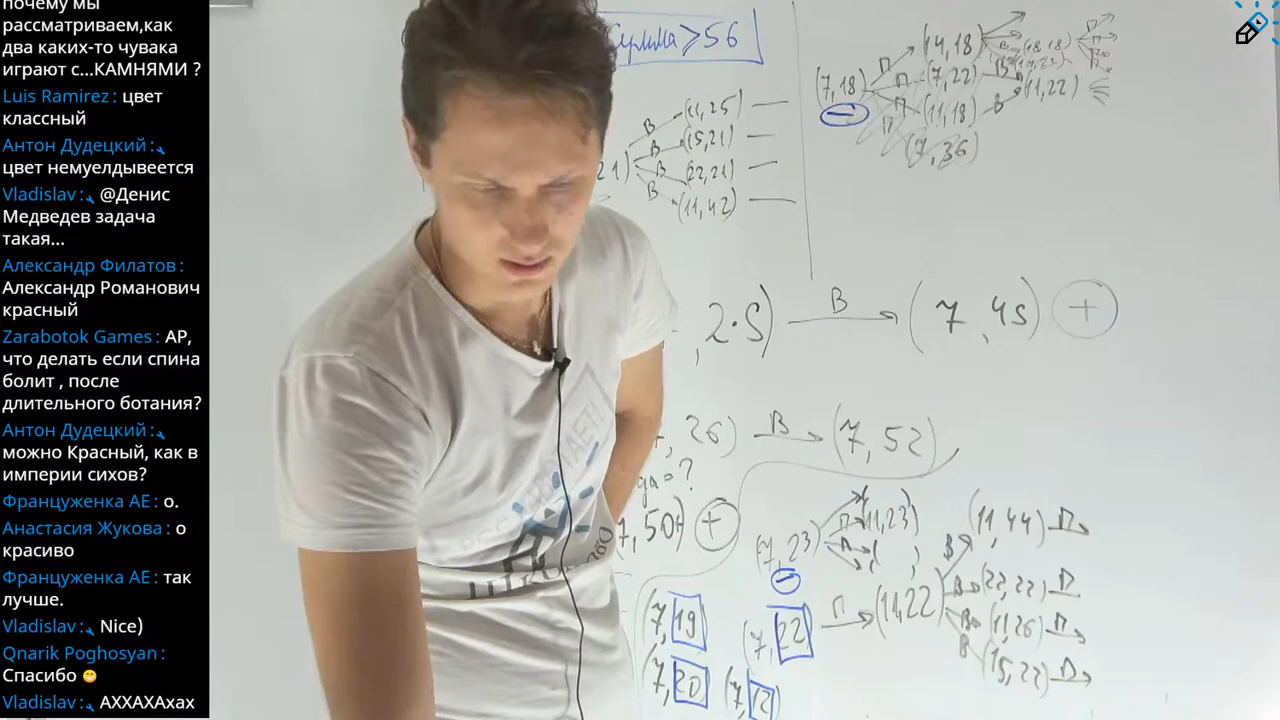 почему мы
рассматриваем,как
два каких-то чувака
играют с...КАМНЯМИ ?
Luis Ramirez : цвет
классный
Антон Дудецкий :
цвет немуелдывеется
Vladislav : @Денис
Медведев задача
такая...
Александр Филатов :
Александр Романович
красный
Zarabotok Games : АР,
что делать если спина
болит , после
длительного ботания?
Антон Дудецкий :
можно Красный, как в
империи сихов?
Француженка АЕ : о.
Анастасия Жукова : о
красиво
Француженка АЕ : так
лучше.
Vladislav : Nice)
Qnarik Poghosyan :
Спасибо 😁
Vladislav : АХХАХАхах
Сумма ≥ 56
21)
В (11,25)
В (15,21)
В (22,21)
В (11,42)
(7,18) П (14,18)
П (7,22) В
П (11,18) В (11,22)
П (7,36)
, 2·S) В (7, 4S) +
, 26) В (7, 52)
7, 50+) +
(7,23) П (11,23)
П
(7, 19
(7, 20
(7, 22 П (11,22)
(7, 12)
В (11,44) П
В (22,22) П
В (11,26) П
В (15,22) П